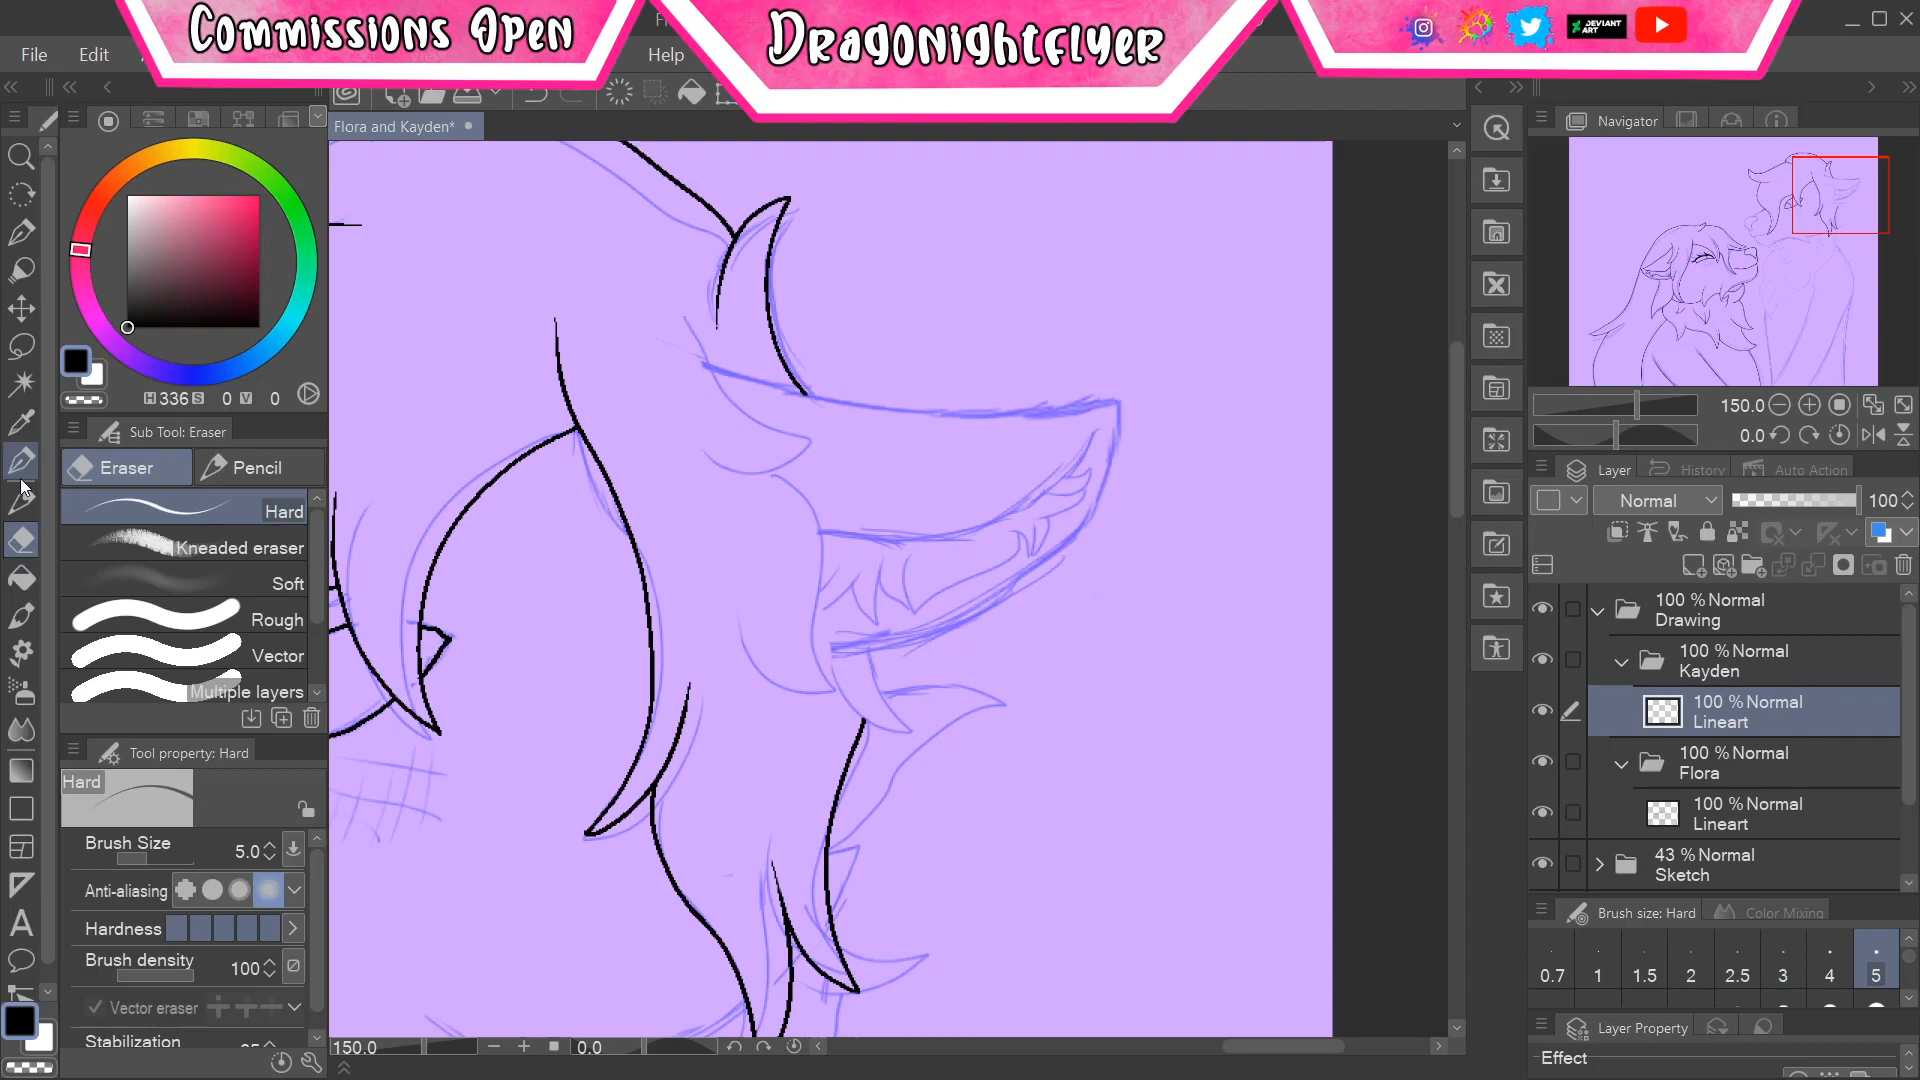 Commissions Open
Dragonightflyer
DEVIANT
ART
File
Edit
Help
Flora and Kayden*
H 336 S 0 V 0
Sub Tool: Eraser
Eraser
Pencil
Hard
Kneaded eraser
Soft
Rough
Vector
Multiple layers
Tool property: Hard
Hard
Brush Size
5.0
Anti-aliasing
Hardness
Brush density
100
Vector eraser
Stabilization
150.0
0.0
Navigator
150.0
0.0
Layer
History
Auto Action
Normal
100
100 % Normal
Drawing
100 % Normal
Kayden
100 % Normal
Lineart
100 % Normal
Flora
100 % Normal
Lineart
43 % Normal
Sketch
Brush size: Hard
Color Mixing
0.7 1 1.5 2 2.5 3 4 5
Layer Property
Effect